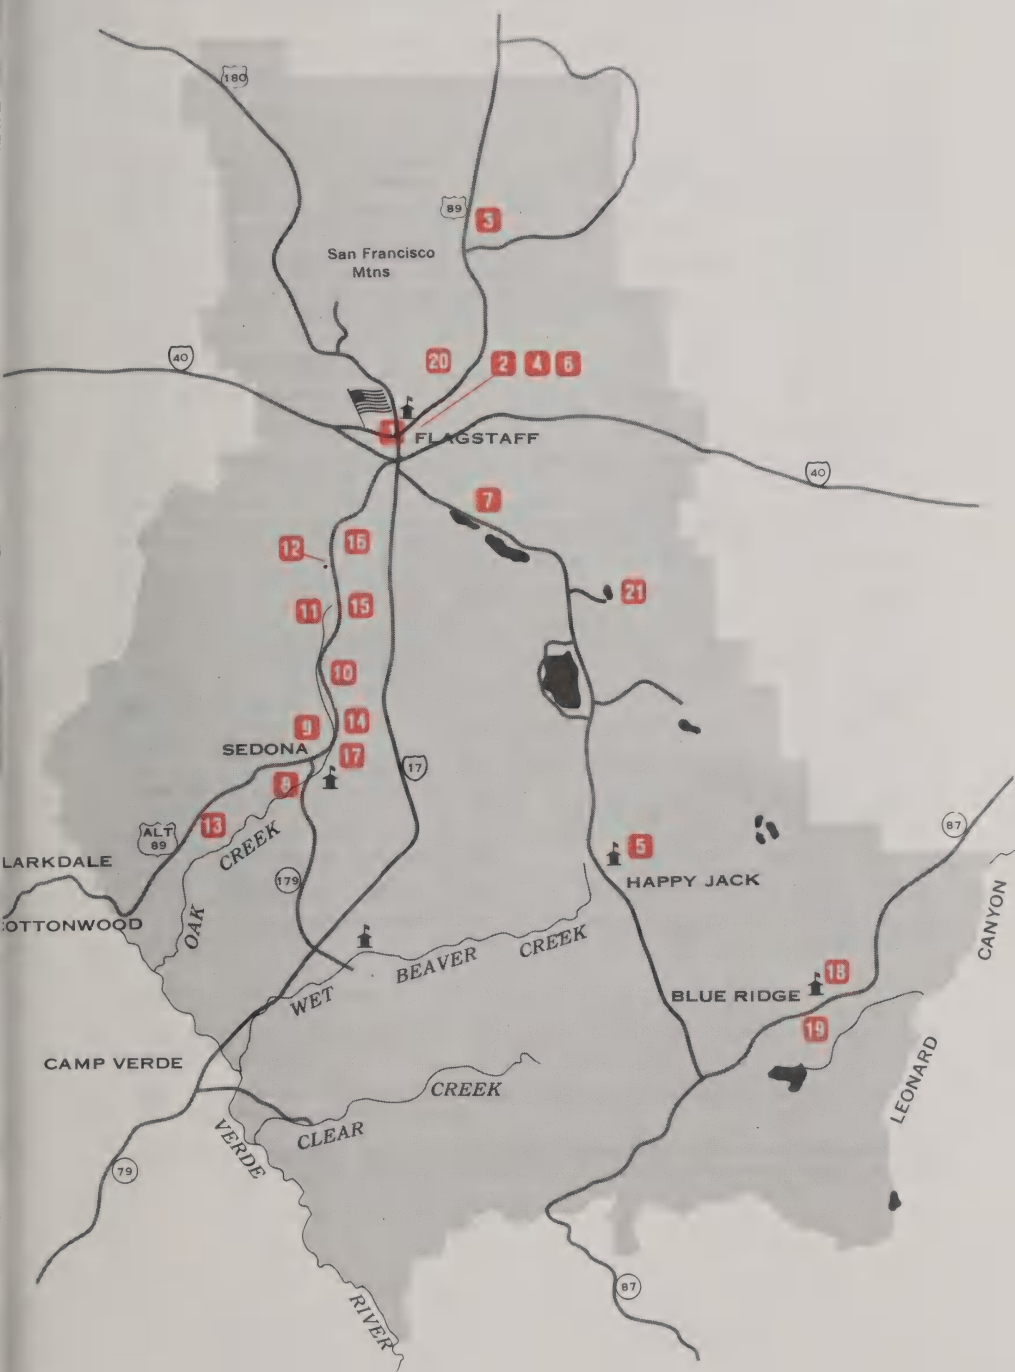 180
89
3
San Francisco
Mtns
40
20
2 4 6
1
FLAGSTAFF
40
7
12
16
11
15
21
10
9
14
SEDONA
17
8
17
13
ALT
89
CREEK
87
5
LARKDALE
HAPPY JACK
179
OTTONWOOD
OAK
BEAVER
CREEK
CANYON
WET
18
BLUE RIDGE
19
CAMP VERDE
CREEK
LEONARD
CLEAR
VERDE
79
87
RIVER